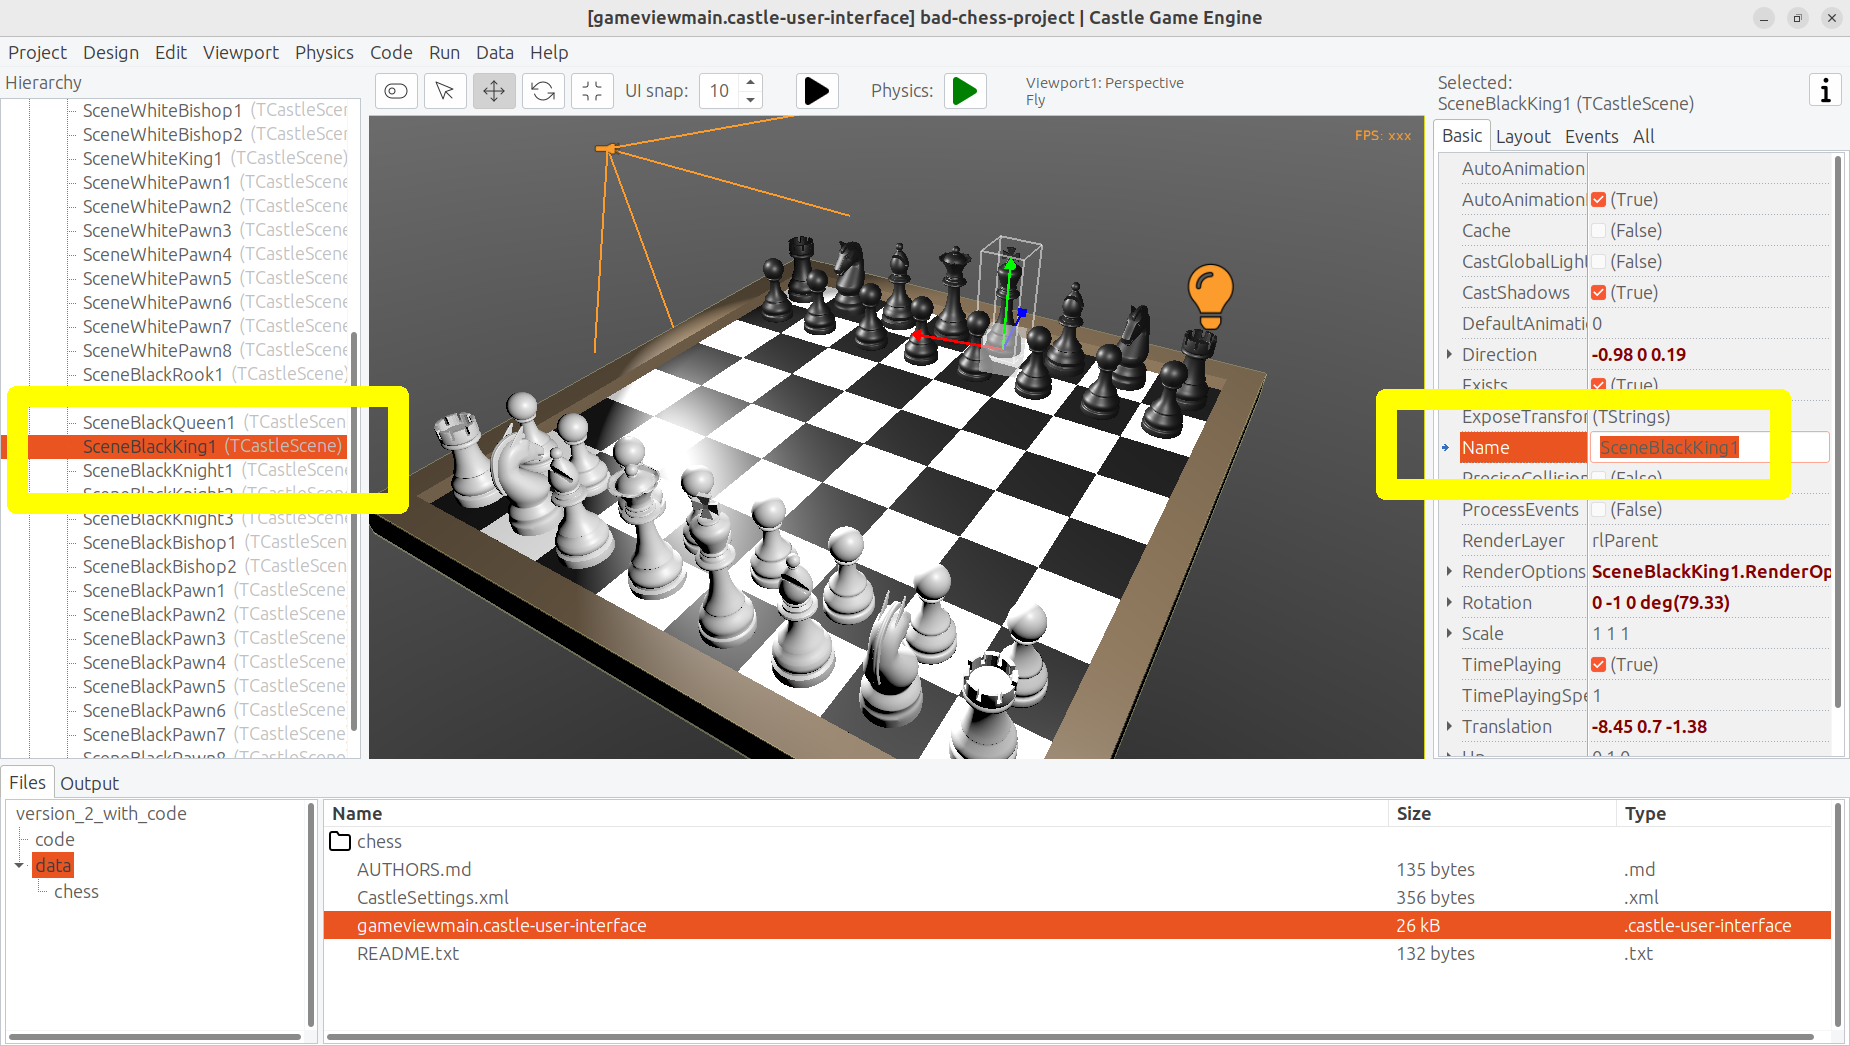 [gameviewmain.castle-user-interface] bad-chess-project | Castle Game Engine
Project Design Edit Viewport Physics Code Run Data Help
Hierarchy
UI snap: 10
Physics:
Viewport1: Perspective
Fly
Selected:
SceneBlackKing1 (TCastleScene)
SceneWhiteBishop1 (TCastleScer
SceneWhiteBishop2 (TCastleScer
SceneWhiteKing1 (TCastleScene)
SceneWhitePawn1 (TCastleScene
SceneWhitePawn2 (TCastleScene
SceneWhitePawn3 (TCastleScene
SceneWhitePawn4 (TCastleScene
SceneWhitePawn5 (TCastleScene
SceneWhitePawn6 (TCastleScene
SceneWhitePawn7 (TCastleScene
SceneWhitePawn8 (TCastleScene
SceneBlackRook1 (TCastleScene)
SceneBlackQueen1 (TCastleScen
SceneBlackKing1 (TCastleScene)
SceneBlackKnight1 (TCastleScene
SceneBlackKnight3 (TCastleScene
SceneBlackBishop1 (TCastleScen
SceneBlackBishop2 (TCastleScen
SceneBlackPawn1 (TCastleScene
SceneBlackPawn2 (TCastleScene
SceneBlackPawn3 (TCastleScene
SceneBlackPawn4 (TCastleScene
SceneBlackPawn5 (TCastleScene
SceneBlackPawn6 (TCastleScene
SceneBlackPawn7 (TCastleScene
SceneBlackPawn8 (TCastleScene
FPS: xxx
Basic Layout Events All
AutoAnimation
AutoAnimation (True)
Cache (False)
CastGlobalLight (False)
CastShadows (True)
DefaultAnimati 0
Direction -0.98 0 0.19
Exists (True)
ExposeTransfor (TStrings)
Name SceneBlackKing1
PreciseCollision (False)
ProcessEvents (False)
RenderLayer rlParent
RenderOptions SceneBlackKing1.RenderOp
Rotation 0 -1 0 deg(79.33)
Scale 1 1 1
TimePlaying (True)
TimePlayingSpe 1
Translation -8.45 0.7 -1.38
Up 0 1 0
Files Output
version_2_with_code
code
data
chess
Name Size Type
chess
AUTHORS.md 135 bytes .md
CastleSettings.xml 356 bytes .xml
gameviewmain.castle-user-interface 26 kB .castle-user-interface
README.txt 132 bytes .txt